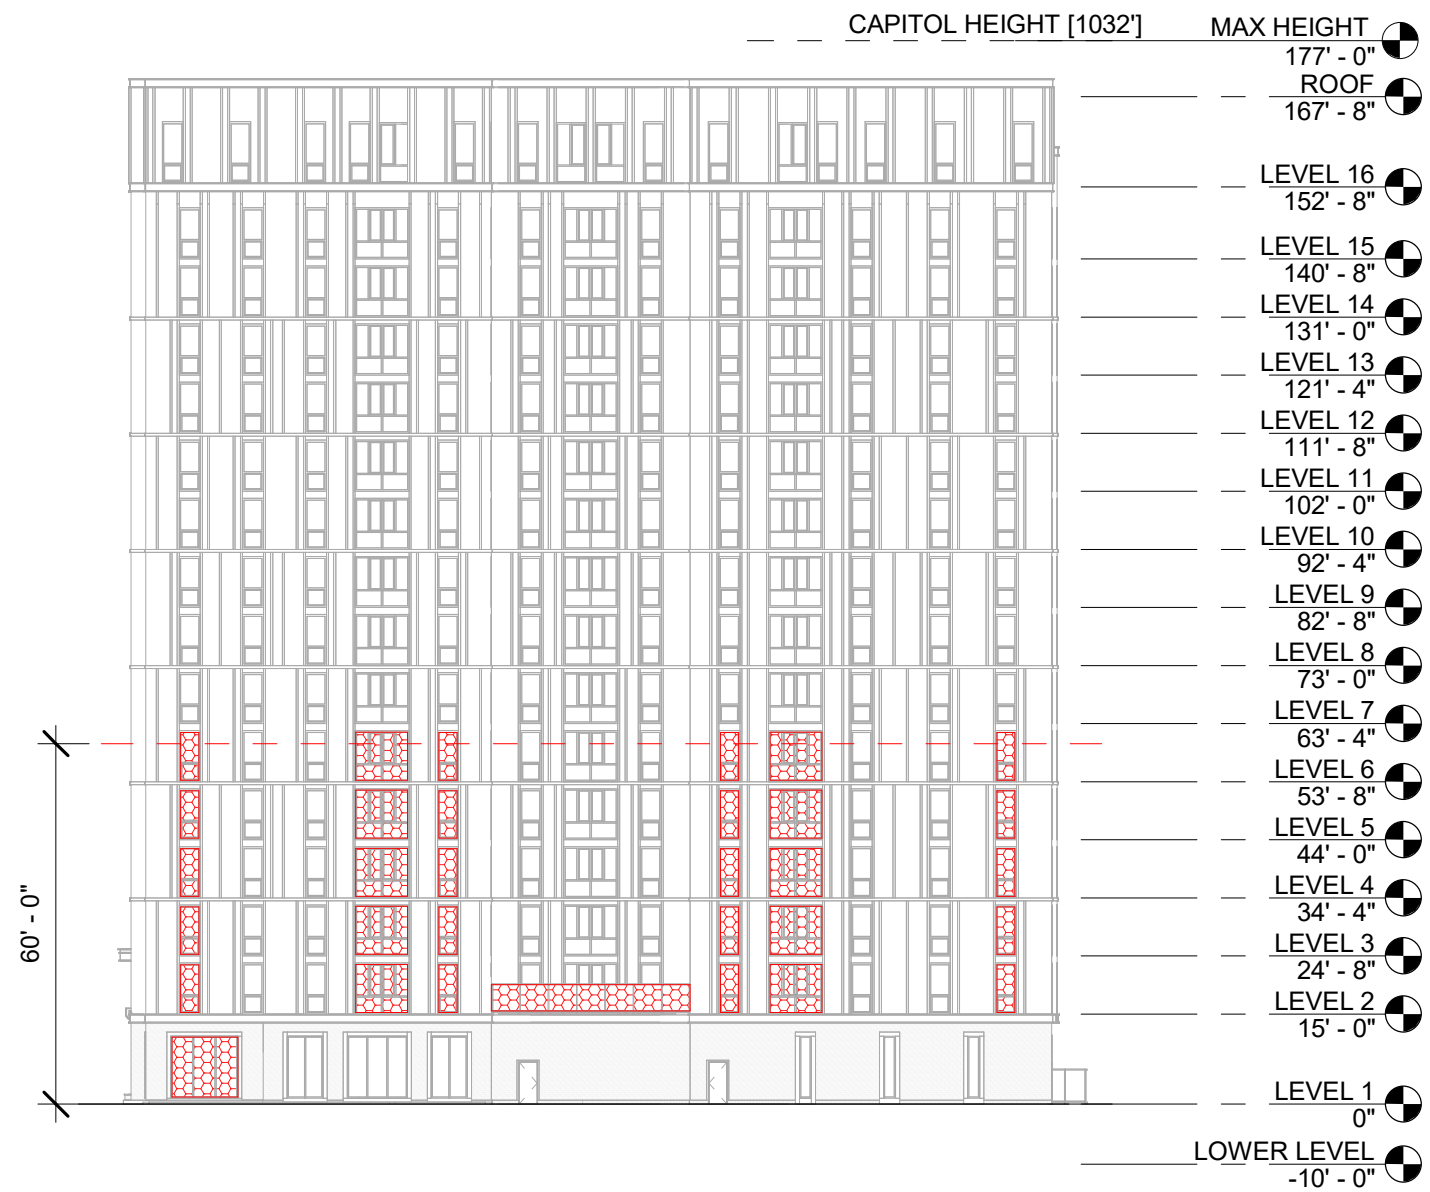 CAPITOL HEIGHT [1032']
MAX HEIGHT
177' - 0"
ROOF
167' - 8"
LEVEL 16
152' - 8"
LEVEL 15
140' - 8"
LEVEL 14
131' - 0"
LEVEL 13
121' - 4"
LEVEL 12
111' - 8"
LEVEL 11
102' - 0"
LEVEL 10
92' - 4"
LEVEL 9
82' - 8"
LEVEL 8
73' - 0"
LEVEL 7
63' - 4"
LEVEL 6
53' - 8"
LEVEL 5
44' - 0"
LEVEL 4
34' - 4"
LEVEL 3
24' - 8"
LEVEL 2
15' - 0"
LEVEL 1
0"
LOWER LEVEL
-10' - 0"
60' - 0"